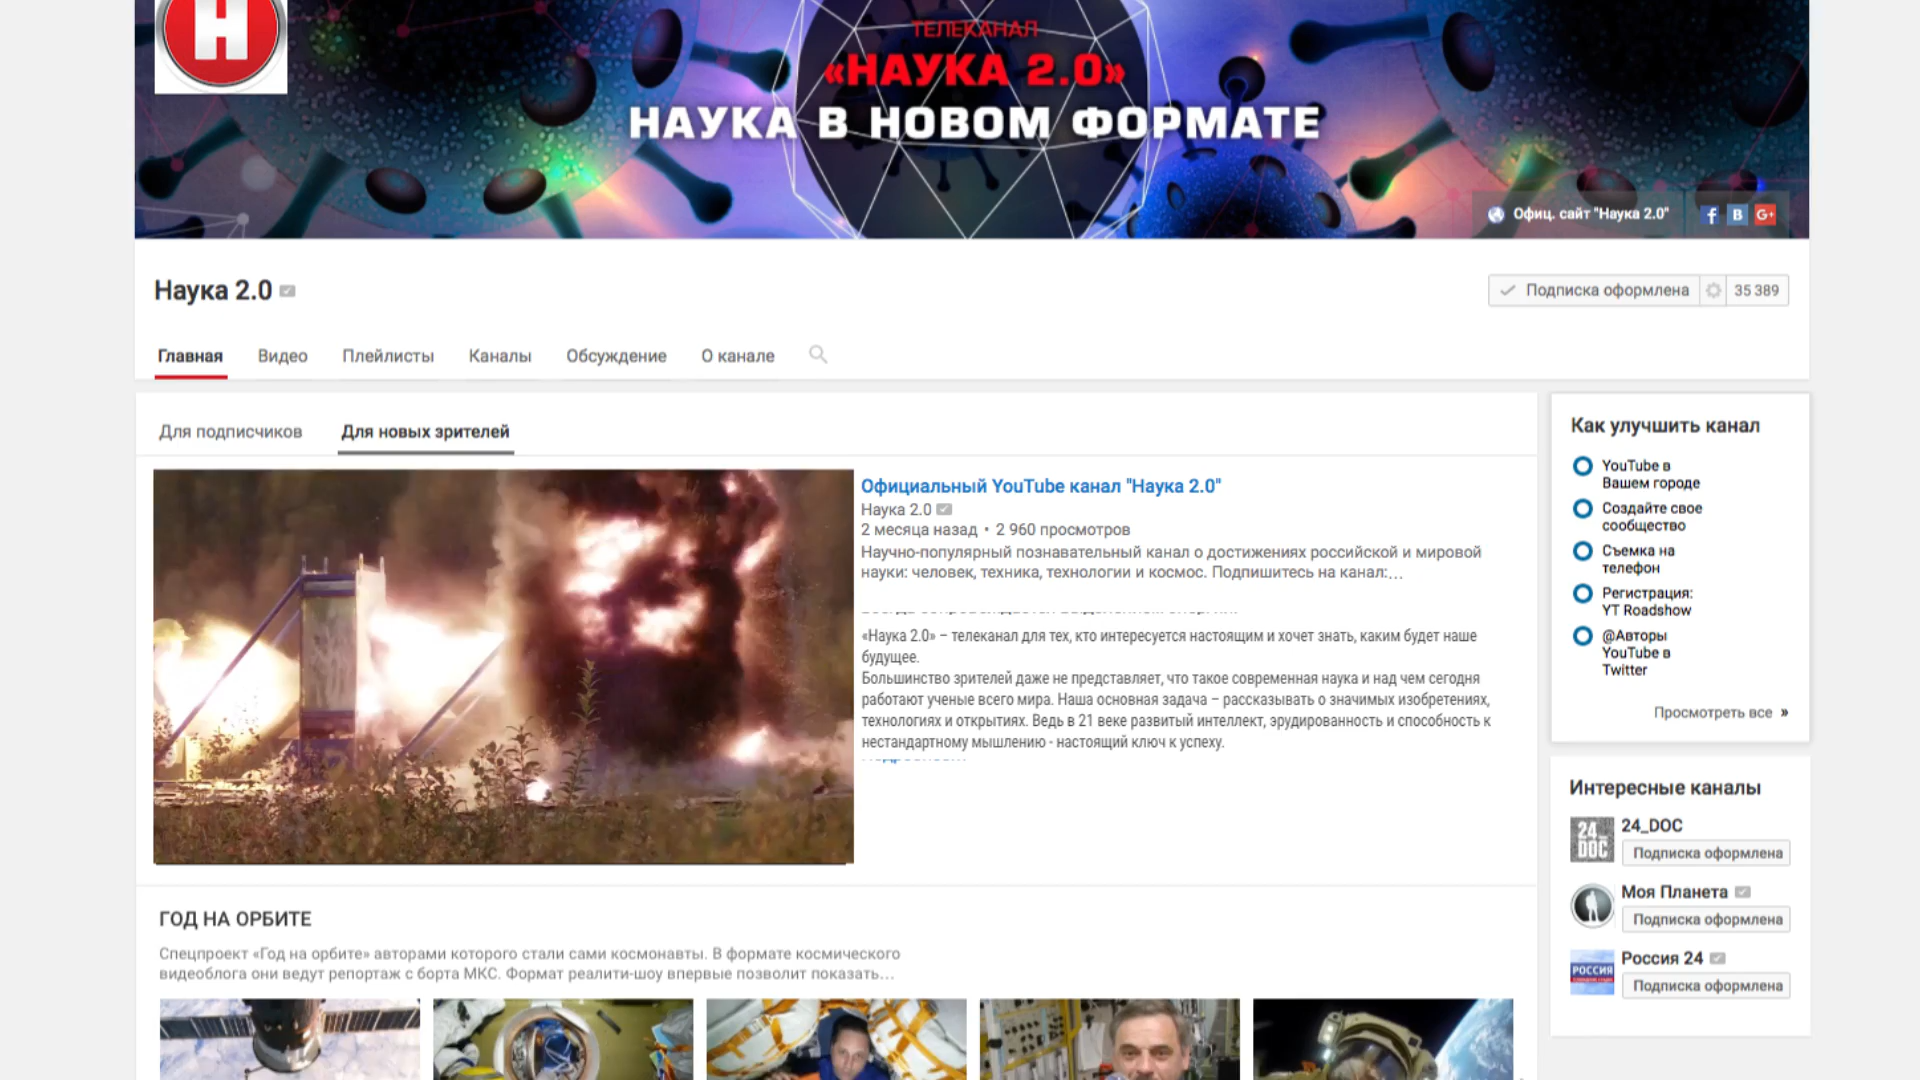 Н
ТЕЛЕКАНАЛ
«НАУКА 2.0»
НАУКА В НОВОМ ФОРМАТЕ
Офиц. сайт "Наука 2.0"
f B G+
Наука 2.0
Подписка оформлена 35 389
Главная Видео Плейлисты Каналы Обсуждение О канале
Для подписчиков Для новых зрителей
Официальный YouTube канал "Наука 2.0"
Наука 2.0
2 месяца назад • 2 960 просмотров
Научно-популярный познавательный канал о достижениях российской и мировой
науки: человек, техника, технологии и космос. Подпишитесь на канал:...
«Наука 2.0» – телеканал для тех, кто интересуется настоящим и хочет знать, каким будет наше
будущее.
Большинство зрителей даже не представляет, что такое современная наука и над чем сегодня
работают ученые всего мира. Наша основная задача – рассказывать о значимых изобретениях,
технологиях и открытиях. Ведь в 21 веке развитый интеллект, эрудированность и способность к
нестандартному мышлению - настоящий ключ к успеху.
Как улучшить канал
YouTube в
Вашем городе
Создайте свое
сообщество
Съемка на
телефон
Регистрация:
YT Roadshow
@Авторы
YouTube в
Twitter
Просмотреть все »
Интересные каналы
24_DOC
24_DOC
Подписка оформлена
Моя Планета
Подписка оформлена
РОССИЯ
Россия 24
Подписка оформлена
ГОД НА ОРБИТЕ
Спецпроект «Год на орбите» авторами которого стали сами космонавты. В формате космического
видеоблога они ведут репортаж с борта МКС. Формат реалити-шоу впервые позволит показать...